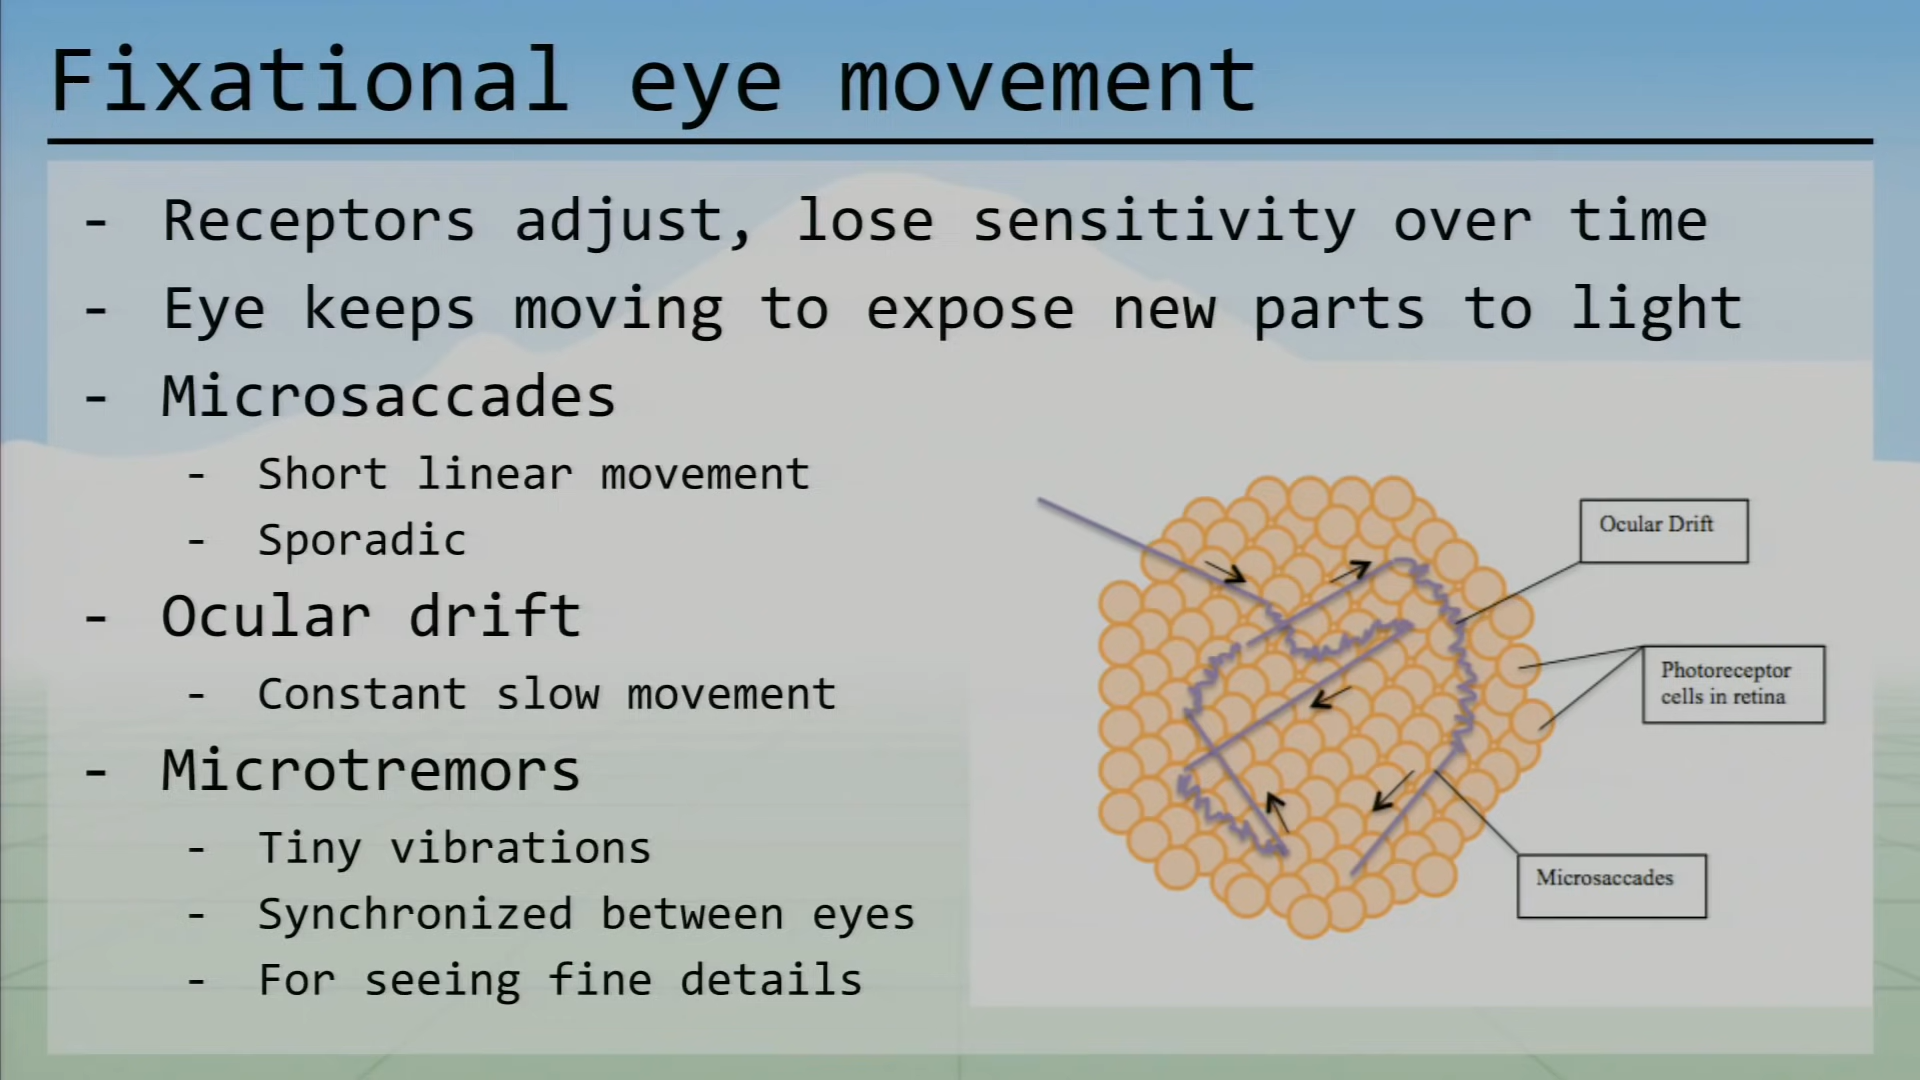 Fixational eye movement
- Receptors adjust, lose sensitivity over time
- Eye keeps moving to expose new parts to light
- Microsaccades
- Short linear movement
- Sporadic
- Ocular drift
- Constant slow movement
- Microtremors
- Tiny vibrations
- Synchronized between eyes
- For seeing fine details
Ocular Drift
Photoreceptor
cells in retina
Microsaccades